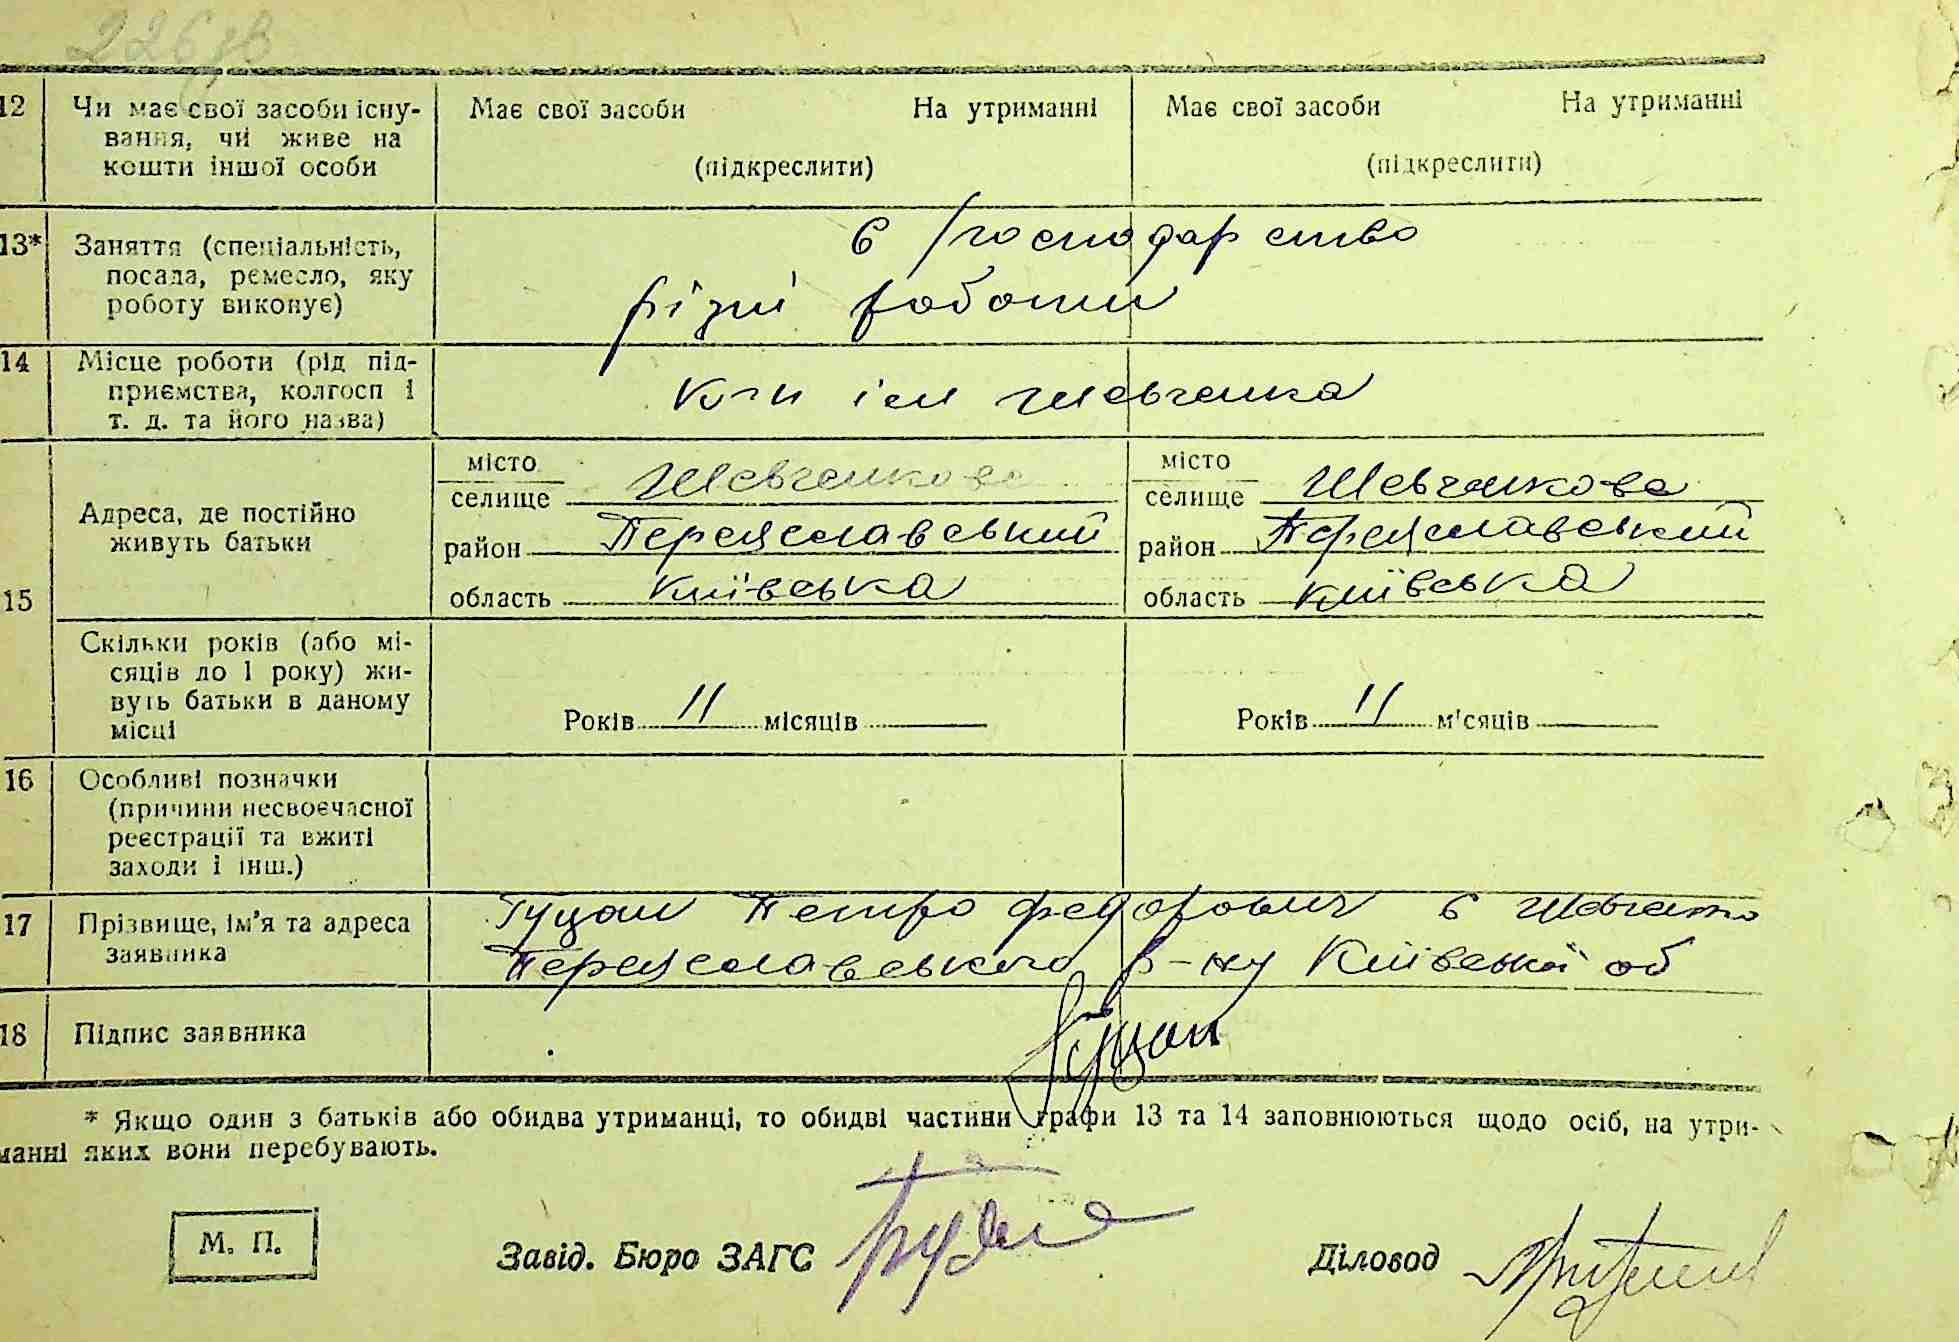 226зв
12 Чи має свої засоби існу- Має свої засоби На утриманні Має свої засоби На утриманні
вання, чи живе на
кошти іншої особи (підкреслити) (підкреслити)
13* Заняття (спеціальність, с/господарство
посада, ремесло, яку різні роботи
роботу виконує)
14 Місце роботи (рід під-
приємства, колгосп і ім Шевченка
т. д. та його назва)
15 Адреса, де постійно живуть батьки
місто
селище Шевченкове
район Переяславський
область Київська
місто
селище Шевченкове
район Переяславський
область Київська
Скільки років (або мі-
сяців до 1 року) жи-
вуть батьки в даному
місці
Років 11 місяців
Років 11 місяців
16 Особливі позначки
(причини несвоєчасної
реєстрації та вжиті
заходи і інш.)
17 Прізвище, ім'я та адреса Гуцал Петро Федорович с
заявника Переяславського р-ну Київської об
18 Підпис заявника Гуцал
* Якщо один з батьків або обидва утриманці, то обидві частини графи 13 та 14 заповнюються щодо осіб, на утри-
манні яких вони перебувають.
М. П. Завід. Бюро ЗАГС Діловод